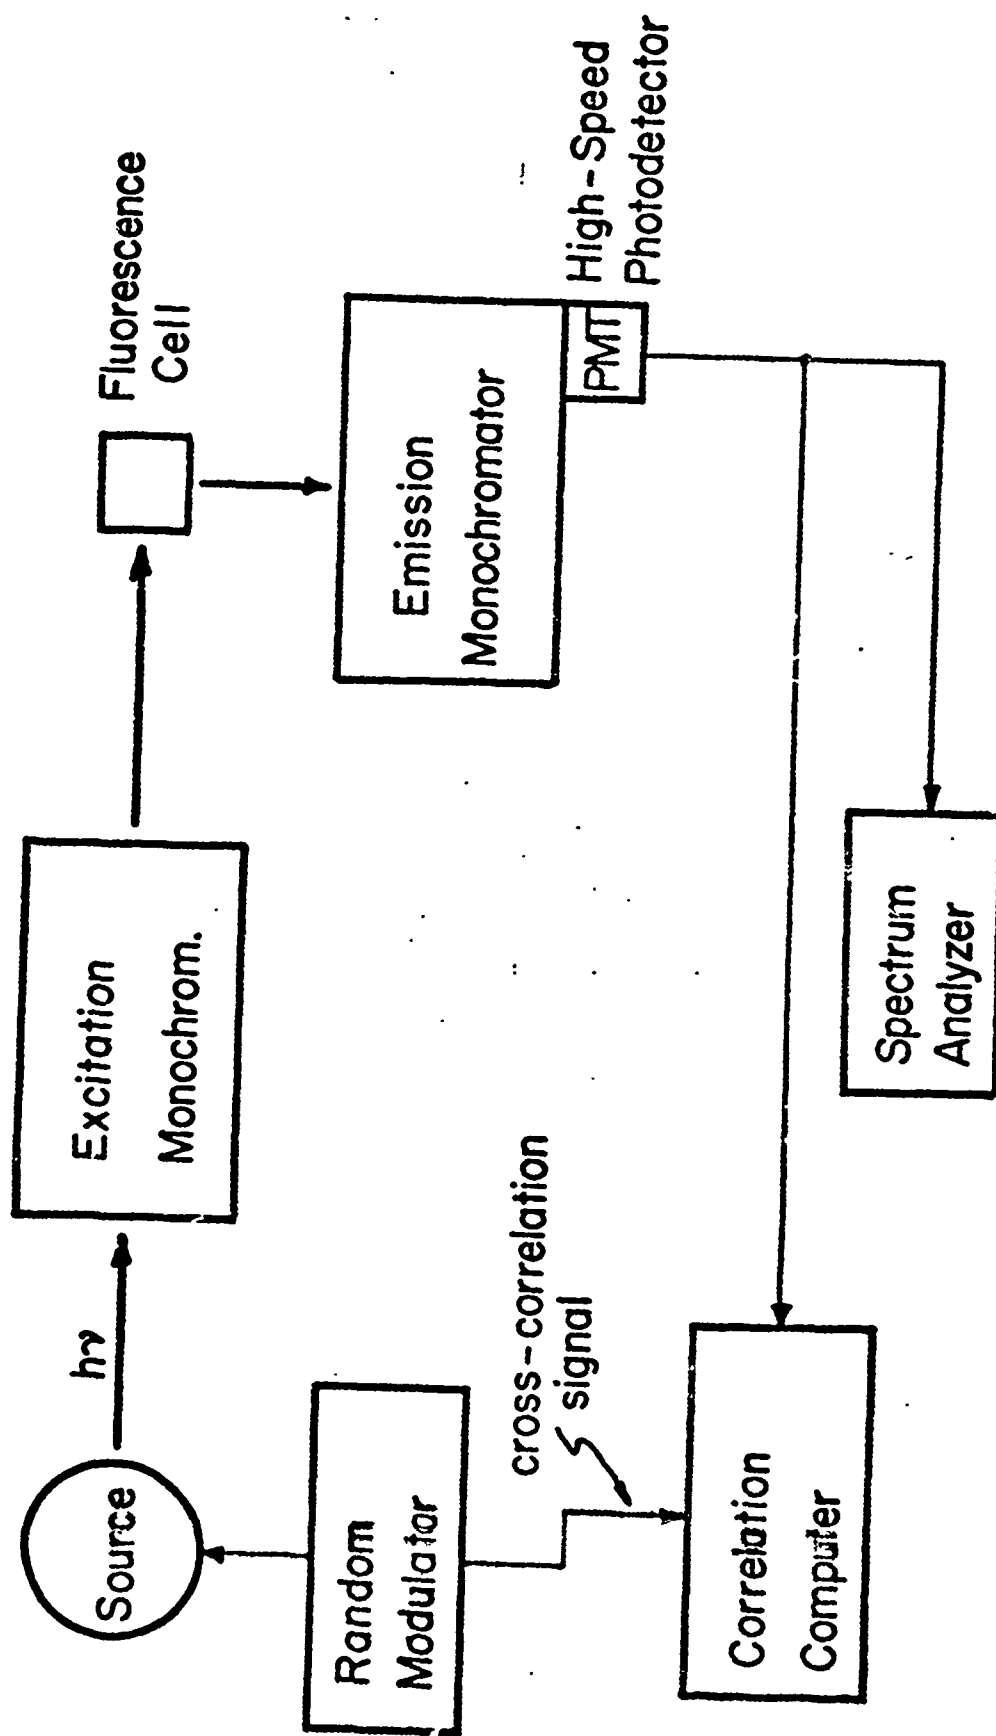 Source
hν
Excitation
Monochrom.
Fluorescence
Cell
Random
Modulator
cross-correlation
signal
Emission
Monochromator
PMT
High-Speed
Photodetector
Correlation
Computer
Spectrum
Analyzer